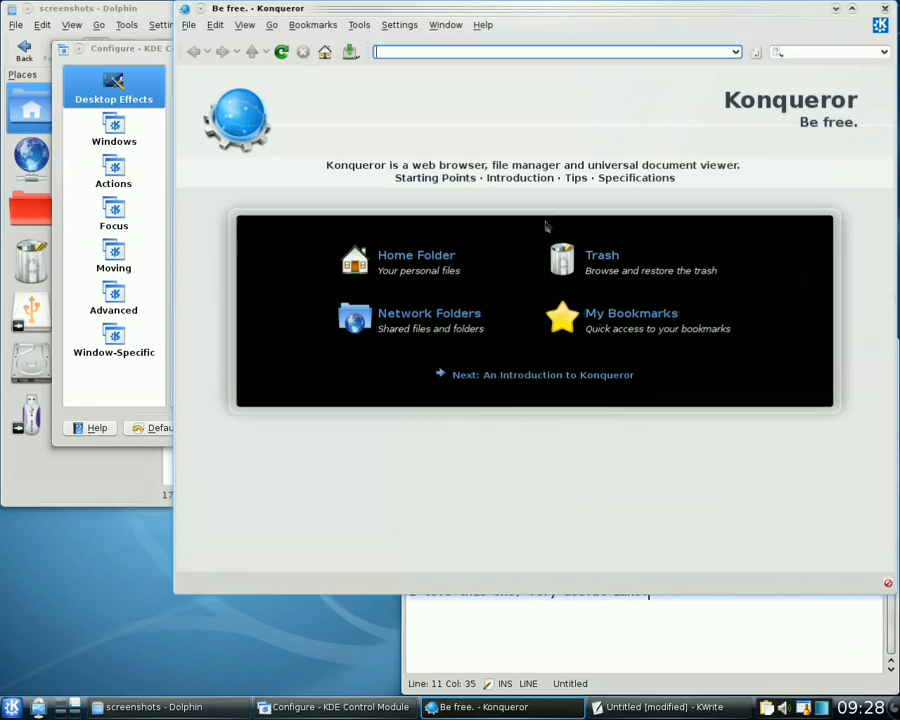 screenshots - Dolphin
File Edit View Go Tools
Back
Places
Configure - KDE C
Desktop Effects
Windows
Actions
Focus
Moving
Advanced
Window-Specific
Help
17
Be free. - Konqueror
File Edit View Go Bookmarks Tools Settings Window Help
Konqueror
Be free.
Konqueror is a web browser, file manager and universal document viewer.
Starting Points · Introduction · Tips · Specifications
Home Folder
Your personal files
Trash
Browse and restore the trash
Network Folders
Shared files and folders
My Bookmarks
Quick access to your bookmarks
Next: An Introduction to Konqueror
Line: 11 Col: 35 INS LINE Untitled
screenshots - Dolphin
Configure - KDE Control Module
Be free. - Konqueror
Untitled [modified] - KWrite
09:28